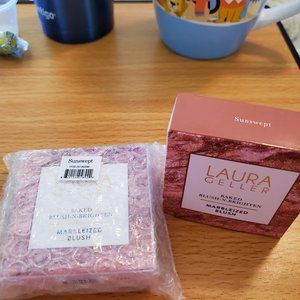 Sunswept
BAKED
BLUSH-N-BRIGHTEN
MARBLEIZED
BLUSH
Sunswept
LAURA
GELLER
BAKED
BLUSH-N-BRIGHTEN
MARBLEIZED
BLUSH